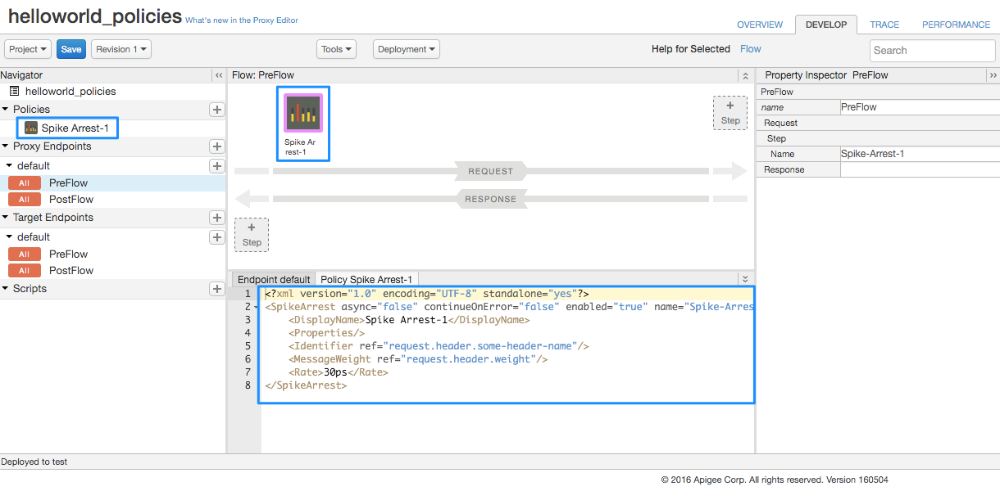 helloworld_policies What's new in the Proxy Editor
OVERVIEW DEVELOP TRACE PERFORMANCE
Project Save Revision 1 Tools Deployment Help for Selected Flow Search
Navigator
helloworld_policies
Policies
Spike Arrest-1
Proxy Endpoints
default
All PreFlow
All PostFlow
Target Endpoints
default
All PreFlow
All PostFlow
Scripts
Flow: PreFlow
Spike Ar
rest-1
+
Step
REQUEST
RESPONSE
+
Step
Endpoint default Policy Spike Arrest-1
1 <?xml version="1.0" encoding="UTF-8" standalone="yes"?>
2 <SpikeArrest async="false" continueOnError="false" enabled="true" name="Spike-Arres
3 <DisplayName>Spike Arrest-1</DisplayName>
4 <Properties/>
5 <Identifier ref="request.header.some-header-name"/>
6 <MessageWeight ref="request.header.weight"/>
7 <Rate>30ps</Rate>
8 </SpikeArrest>
Property Inspector PreFlow
PreFlow
name PreFlow
Request
Step
Name Spike-Arrest-1
Response
Deployed to test
© 2016 Apigee Corp. All rights reserved. Version 160504